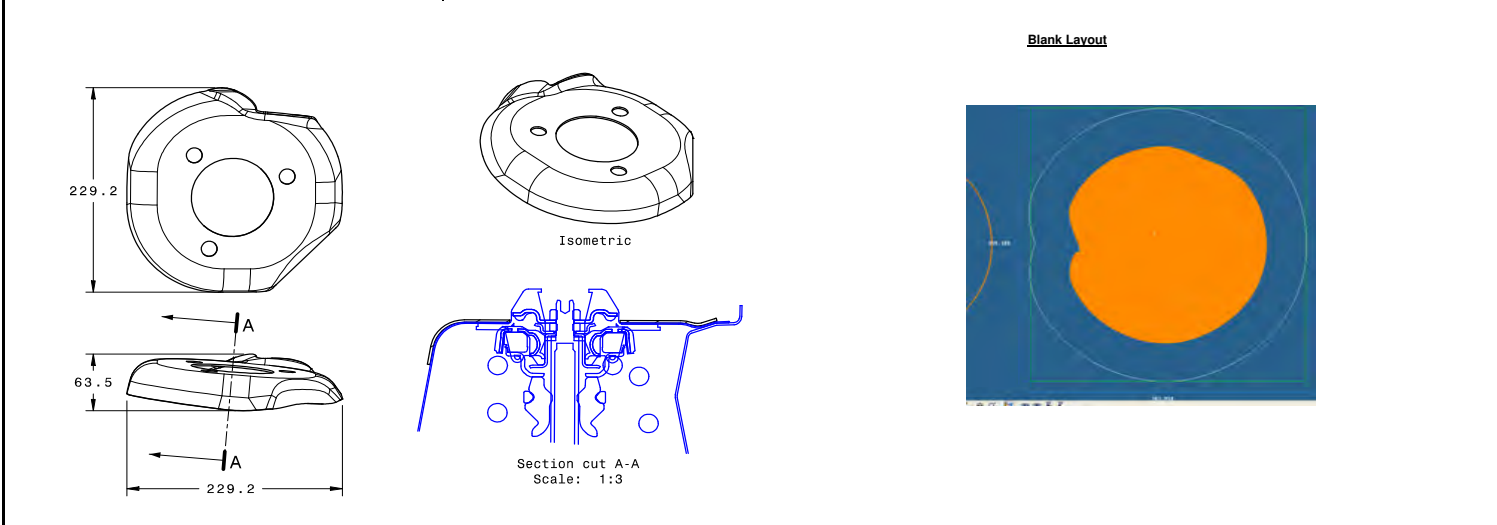 Blank Layout
229.2
Isometric
A
63.5
A
229.2
Section cut A-A
Scale: 1:3